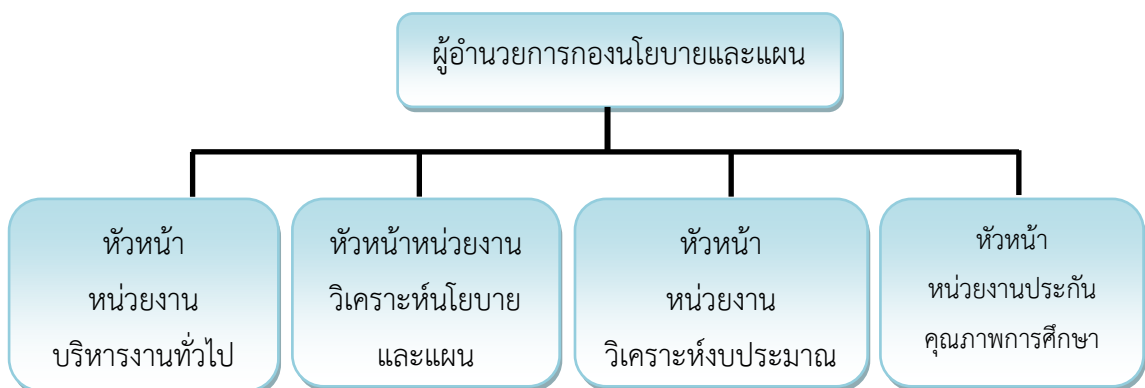 ผู้อำนวยการกองนโยบายและแผน
หัวหน้า
หน่วยงาน
บริหารงานทั่วไป
หัวหน้าหน่วยงาน
วิเคราะห์นโยบาย
และแผน
หัวหน้า
หน่วยงาน
วิเคราะห์งบประมาณ
หัวหน้า
หน่วยงานประกัน
คุณภาพการศึกษา